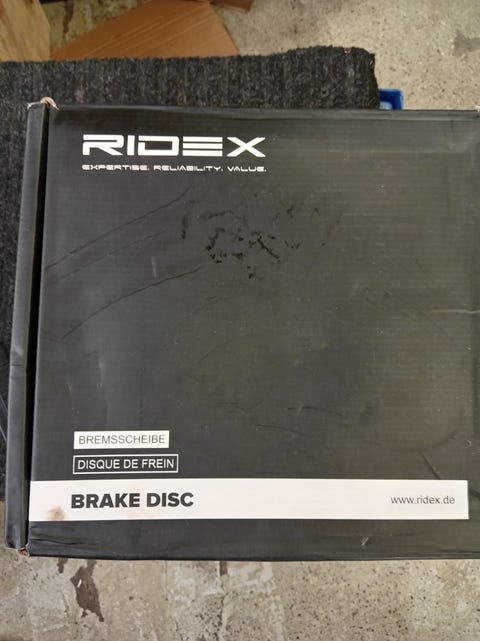 RIDEX
EXPERTISE. RELIABILITY. VALUE.
BREMSSCHEIBE
DISQUE DE FREIN
BRAKE DISC
www.ridex.de